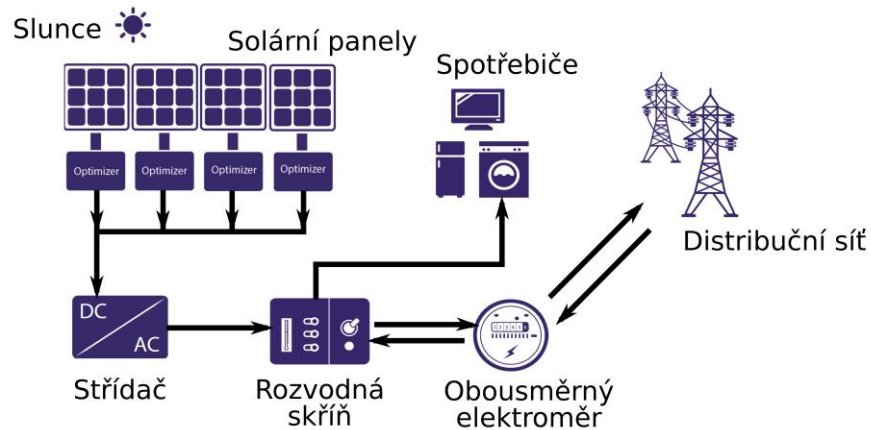 Slunce
Solární panely
Spotřebiče
Optimizer
Optimizer
Optimizer
Optimizer
Distribuční síť
DC
AC
Střídač
Rozvodná
skříň
Obousměrný
elektroměr